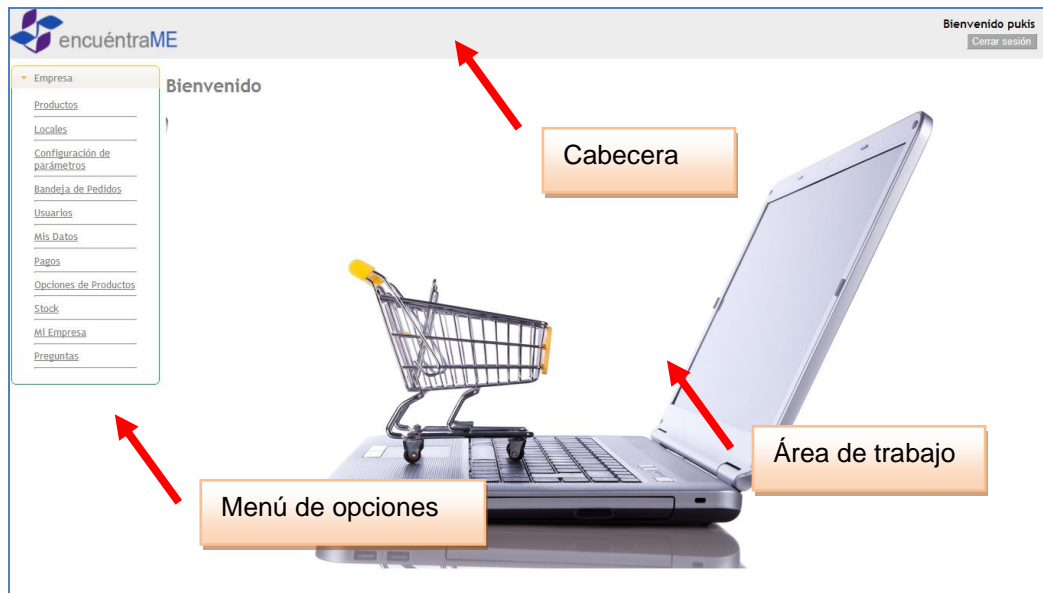 encuéntraME
Bienvenido pukis
Cerrar sesión
Empresa
Productos
Locales
Configuración de
parámetros
Bandeja de Pedidos
Usuarios
Mis Datos
Pagos
Opciones de Productos
Stock
Mi Empresa
Preguntas
Bienvenido
Cabecera
Área de trabajo
Menú de opciones